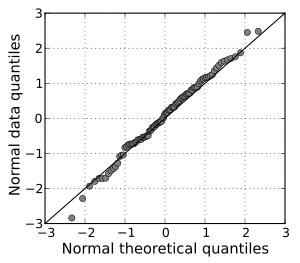 3
2
1
0
−1
−2
−3
−3 −2 −1 0 1 2 3
Normal data quantiles
Normal theoretical quantiles